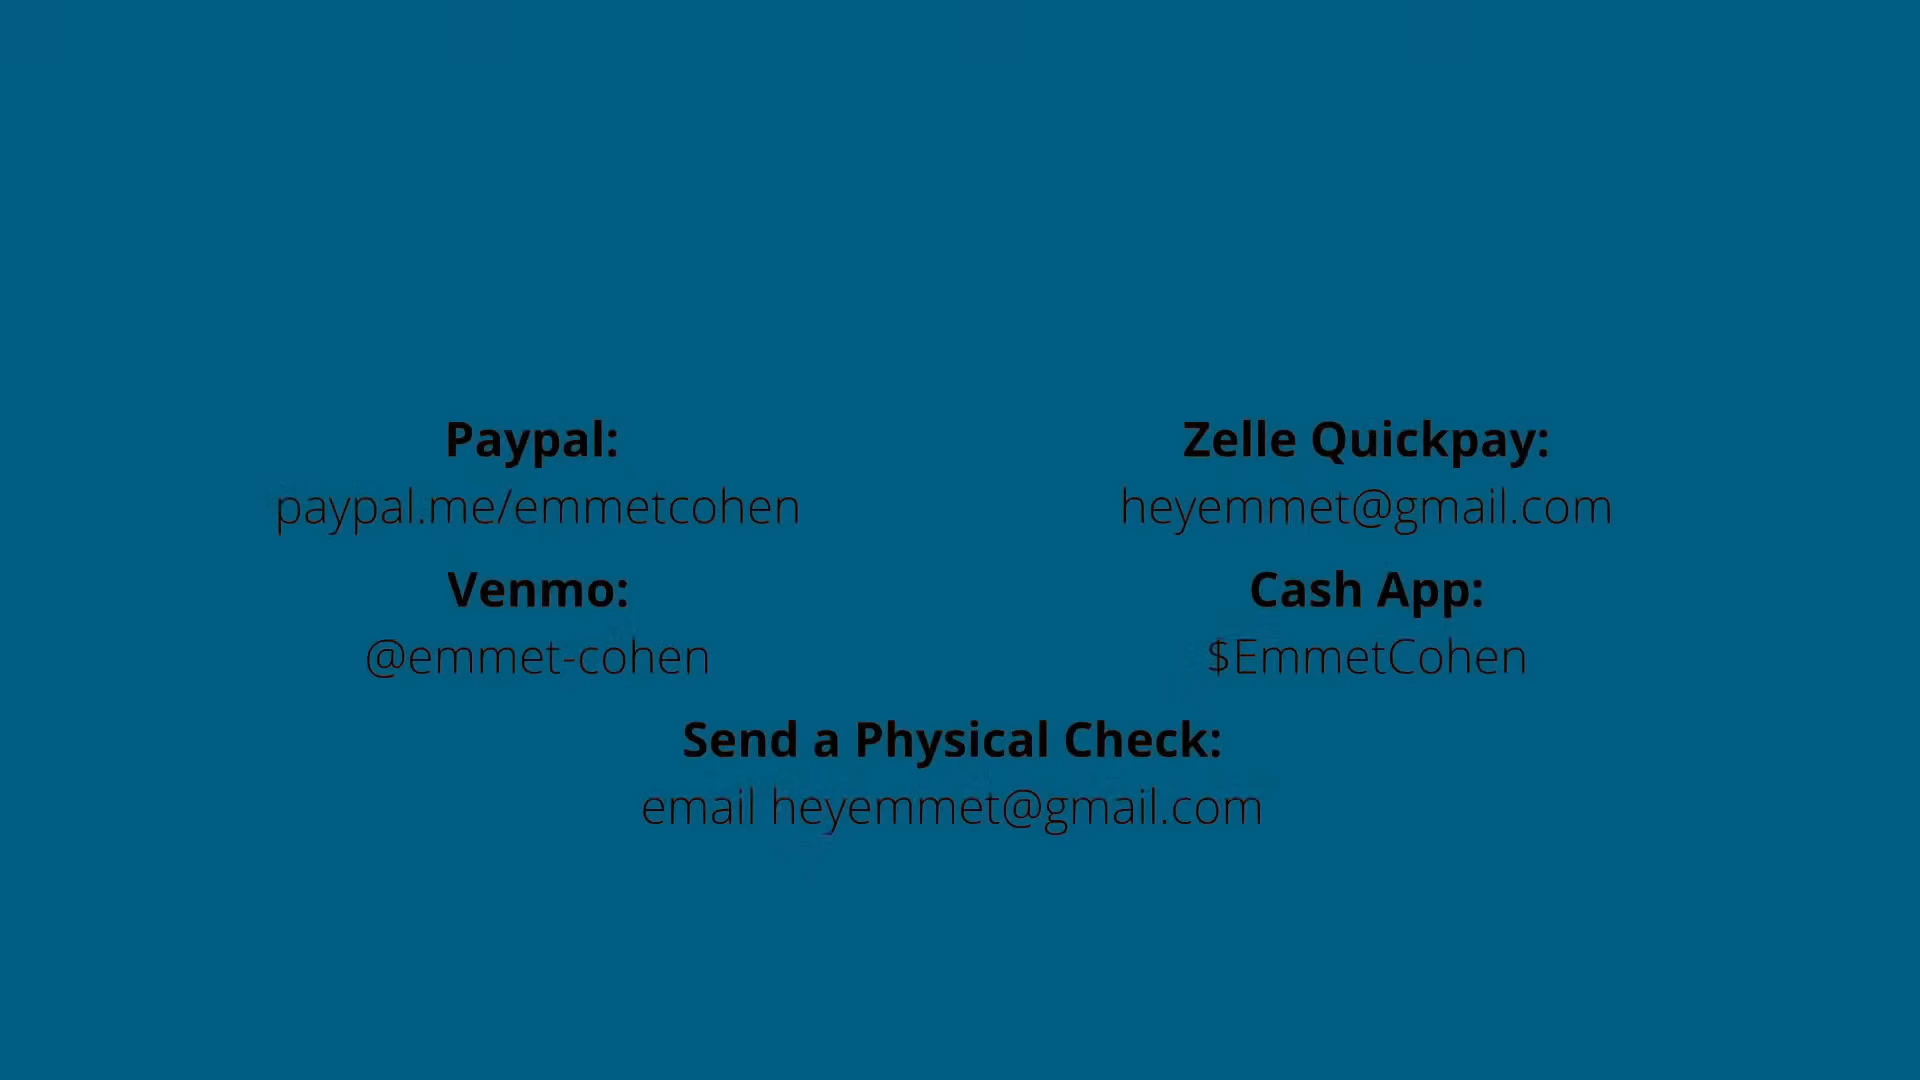 Paypal:
paypal.me/emmetcohen
Venmo:
@emmet-cohen
Zelle Quickpay:
heyemmet@gmail.com
Cash App:
$EmmetCohen
Send a Physical Check:
email heyemmet@gmail.com